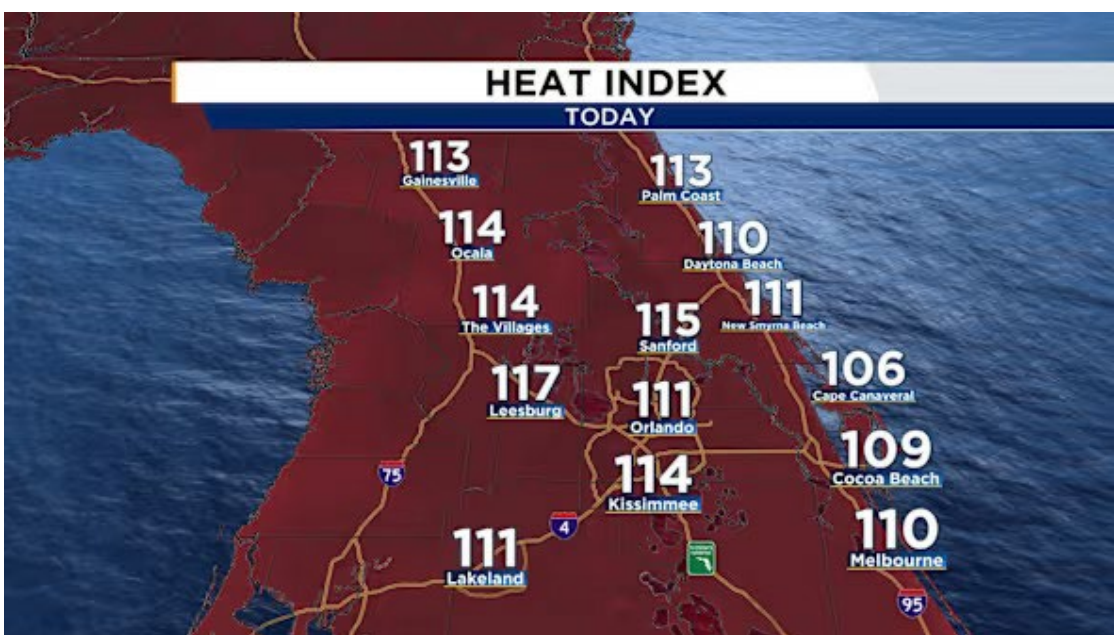 HEAT INDEX
TODAY
113
Gainesville
113
Palm Coast
114
Ocala
110
Daytona Beach
114
The Villages
111
New Smyrna Beach
115
Sanford
117
Leesburg
106
Cape Canaveral
111
Orlando
109
Cocoa Beach
114
Kissimmee
75
4
111
Lakeland
110
Melbourne
95